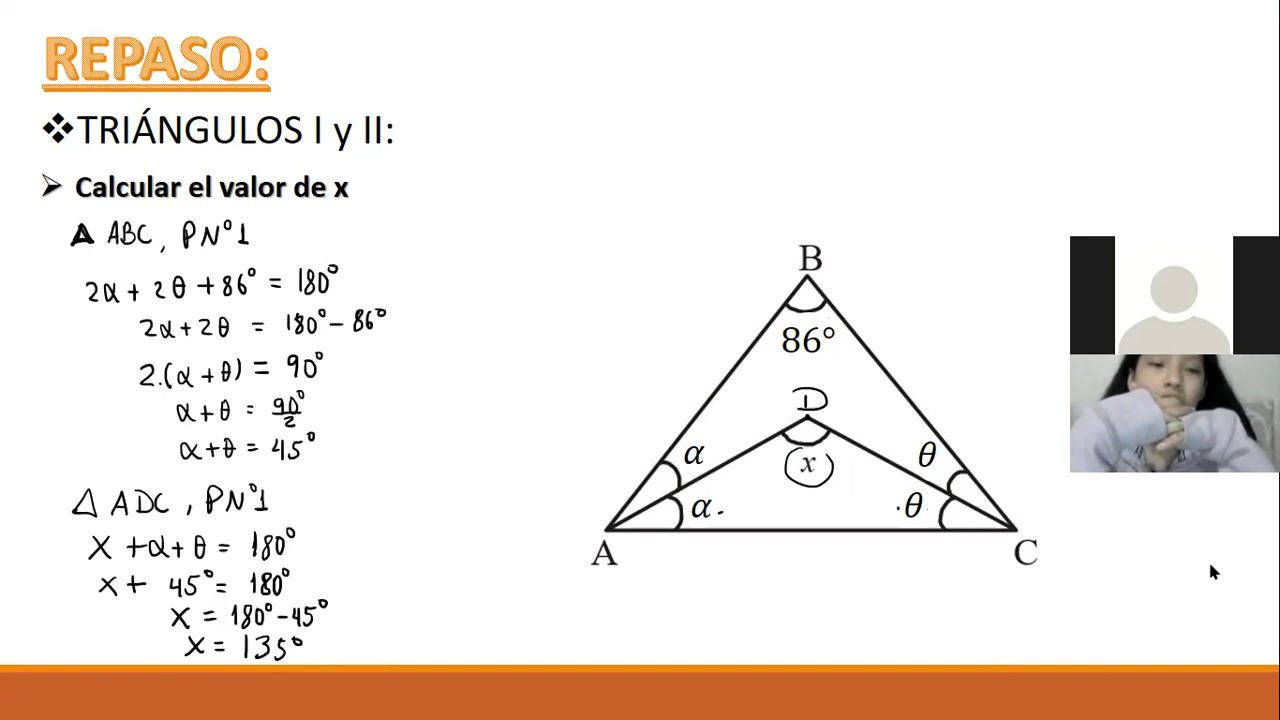 REPASO:
❖TRIÁNGULOS I y II:
➢ Calcular el valor de x
△ ABC, PN°1
2α + 2θ + 86° = 180°
2α + 2θ = 180° - 86°
2.(α + θ) = 90°
α + θ = 90°/2
α + θ = 45°
△ ADC, PN°1
x + α + θ = 180°
x + 45° = 180°
x = 180° - 45°
x = 135°
B
86°
D
α
θ
x
α.
.θ
A
C